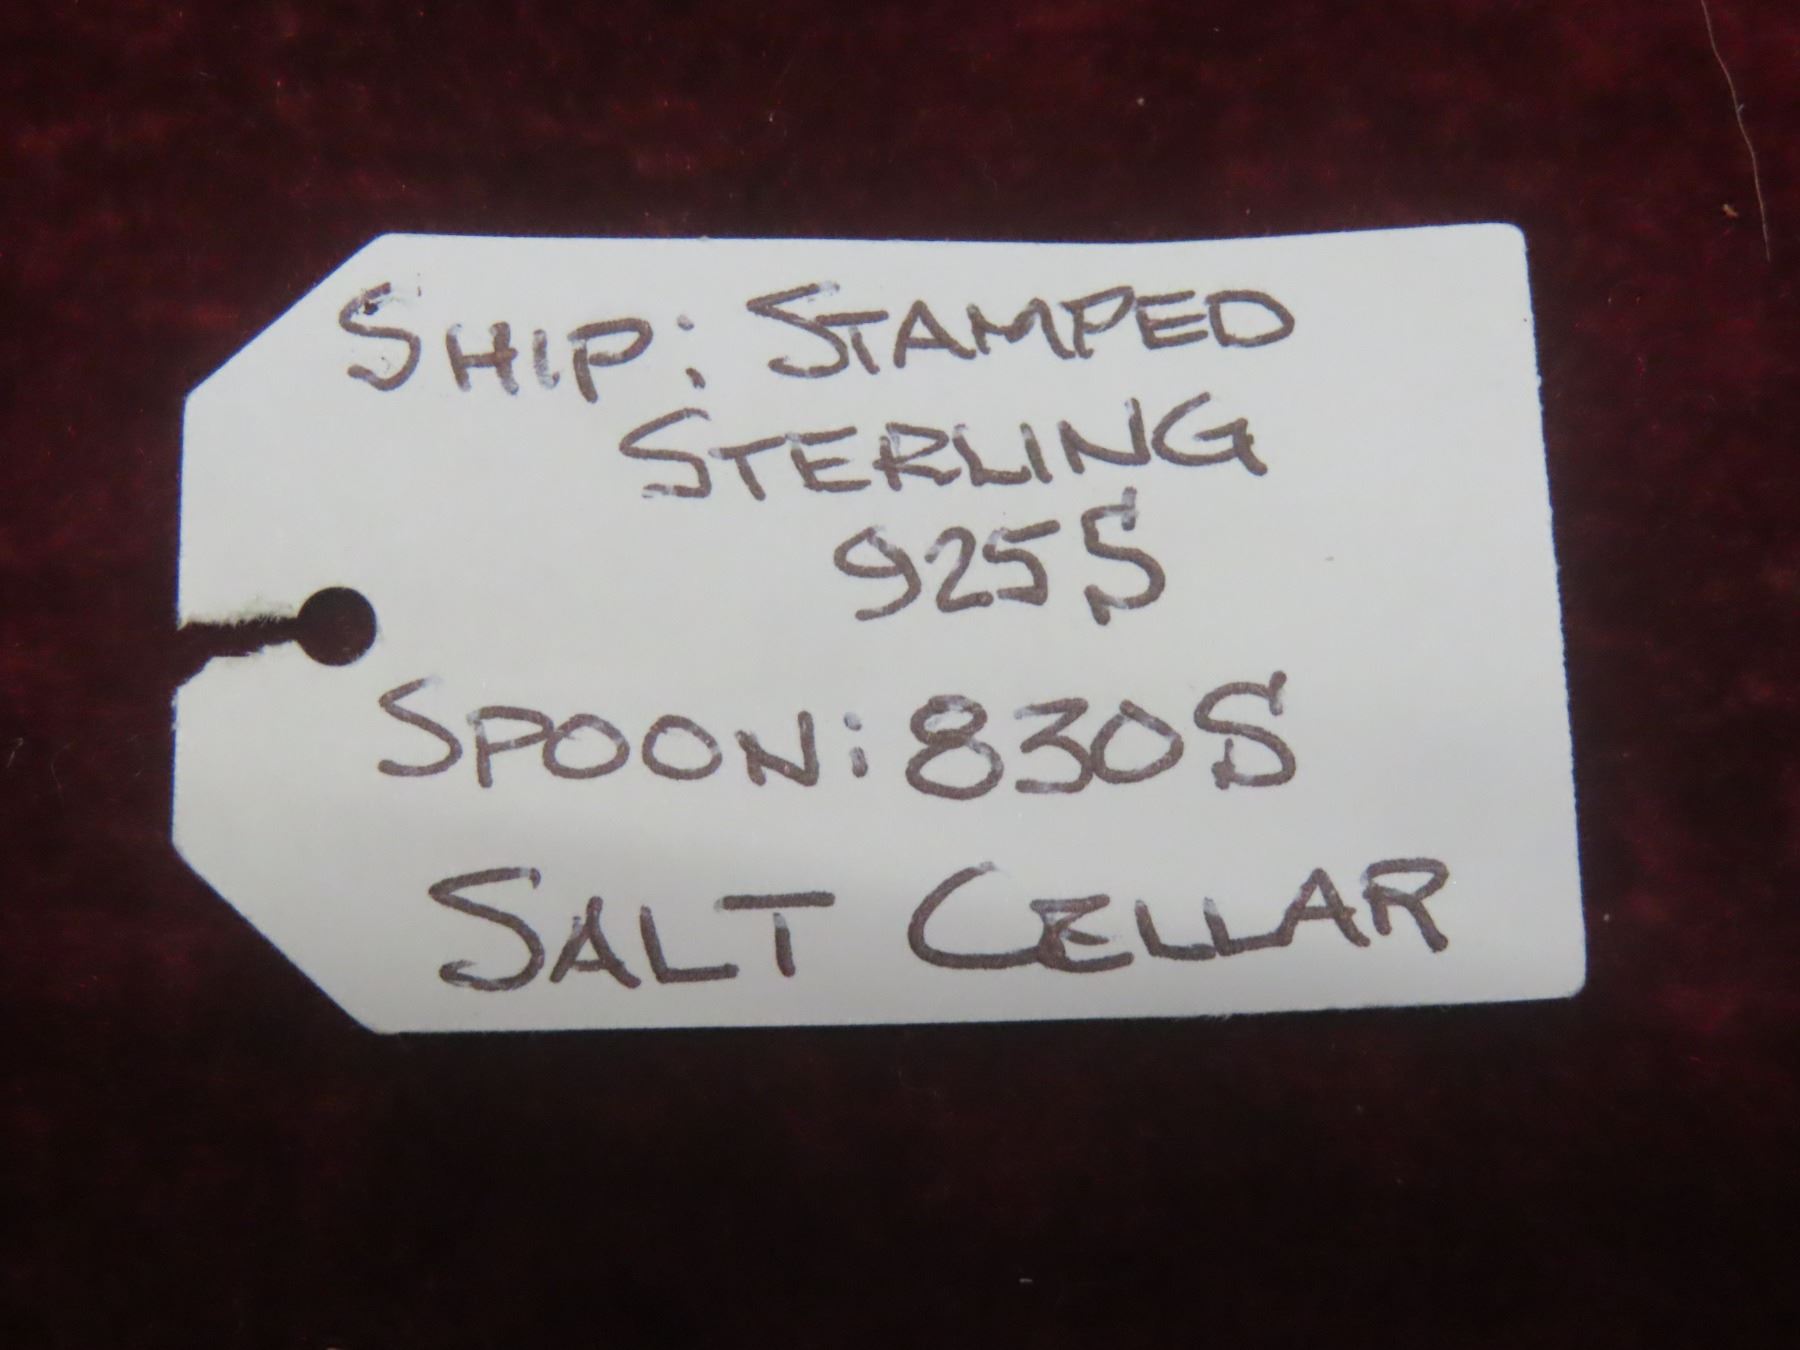 SHIP: STAMPED
STERLING
925S
SPOON: 830S
SALT CELLAR